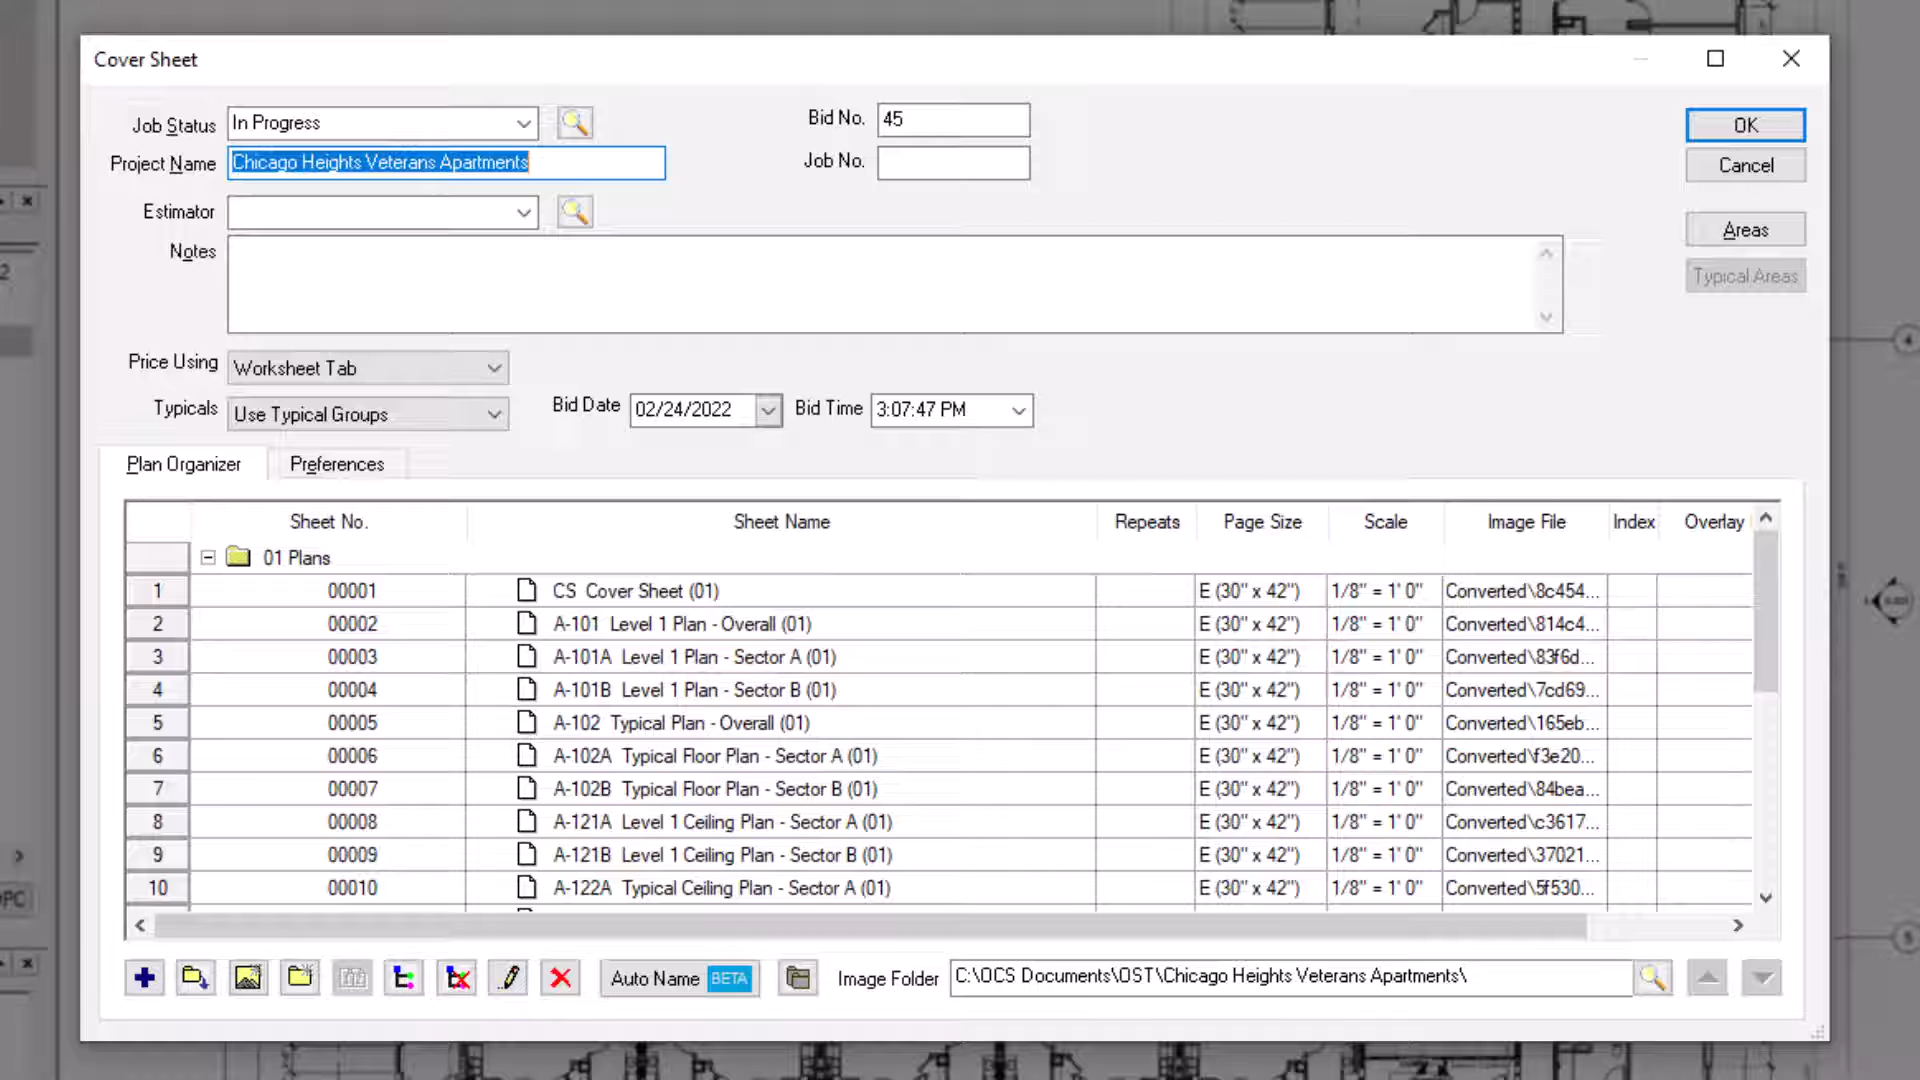 Cover Sheet
Job Status In Progress Bid No. 45 OK
Project Name Chicago Heights Veterans Apartments Job No. Cancel
Estimator Areas
Notes
Typical Areas
Price Using Worksheet Tab
Typicals Use Typical Groups Bid Date 02/24/2022 Bid Time 3:07:47 PM
Plan Organizer Preferences
Sheet No. Sheet Name Repeats Page Size Scale Image File Index Overlay
01 Plans
1 00001 CS Cover Sheet (01) E (30" x 42") 1/8" = 1' 0" Converted\8c454...
2 00002 A-101 Level 1 Plan - Overall (01) E (30" x 42") 1/8" = 1' 0" Converted\814c4...
3 00003 A-101A Level 1 Plan - Sector A (01) E (30" x 42") 1/8" = 1' 0" Converted\83f6d...
4 00004 A-101B Level 1 Plan - Sector B (01) E (30" x 42") 1/8" = 1' 0" Converted\7cd69...
5 00005 A-102 Typical Plan - Overall (01) E (30" x 42") 1/8" = 1' 0" Converted\165eb...
6 00006 A-102A Typical Floor Plan - Sector A (01) E (30" x 42") 1/8" = 1' 0" Converted\f3e20...
7 00007 A-102B Typical Floor Plan - Sector B (01) E (30" x 42") 1/8" = 1' 0" Converted\84bea...
8 00008 A-121A Level 1 Ceiling Plan - Sector A (01) E (30" x 42") 1/8" = 1' 0" Converted\c3617...
9 00009 A-121B Level 1 Ceiling Plan - Sector B (01) E (30" x 42") 1/8" = 1' 0" Converted\37021...
10 00010 A-122A Typical Ceiling Plan - Sector A (01) E (30" x 42") 1/8" = 1' 0" Converted\5f530...
Auto Name BETA Image Folder C:\OCS Documents\OST\Chicago Heights Veterans Apartments\